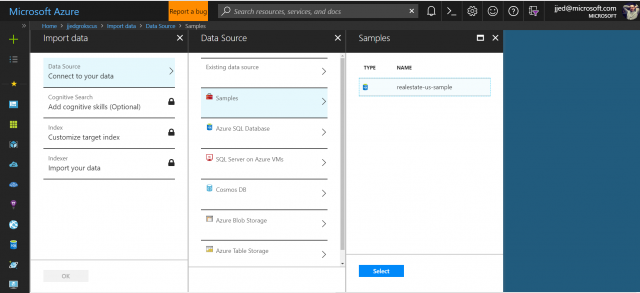 Microsoft Azure
Report a bug
Search resources, services, and docs
jjed@microsoft.com
MICROSOFT
Home > jjedsgrolocus > Import data > Data Source > Samples
Import data
Data Source
Connect to your data
Cognitive Search
Add cognitive skills (Optional)
Index
Customize target index
Indexer
Import your data
OK
Data Source
Existing data source
Samples
Azure SQL Database
SQL Server on Azure VMs
Cosmos DB
Azure Blob Storage
Azure Table Storage
Samples
TYPE NAME
realestate-us-sample
Select